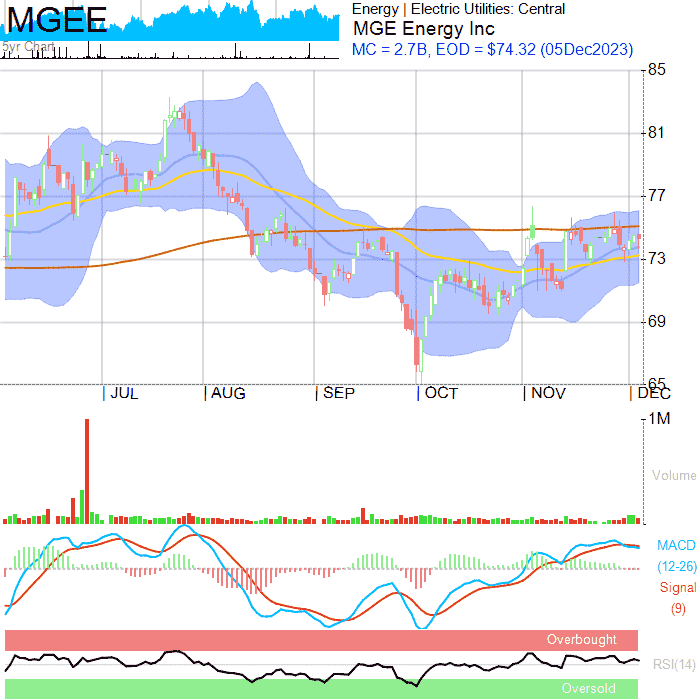 MGEE
5yr Chart
Energy | Electric Utilities: Central
MGE Energy Inc
MC = 2.7B, EOD = $74.32 (05Dec2023)
85
81
77
73
69
65
JUL
AUG
SEP
OCT
NOV
DEC
1M
Volume
MACD
(12-26)
Signal
(9)
Overbought
RSI(14)
Oversold